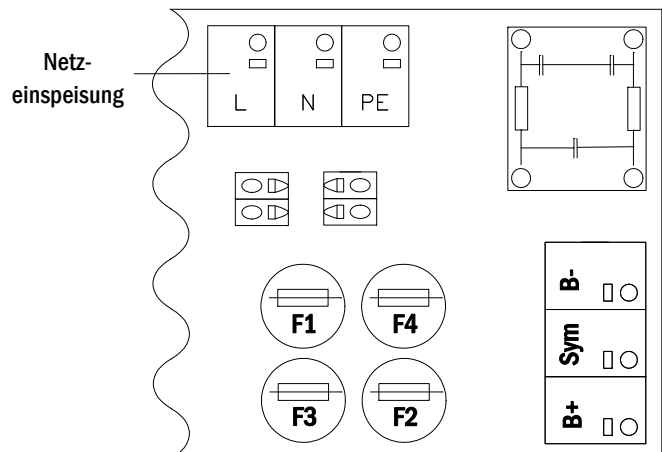 Netz-
einspeisung
L N PE
B-
Sym
B+
F1 F4
F3 F2